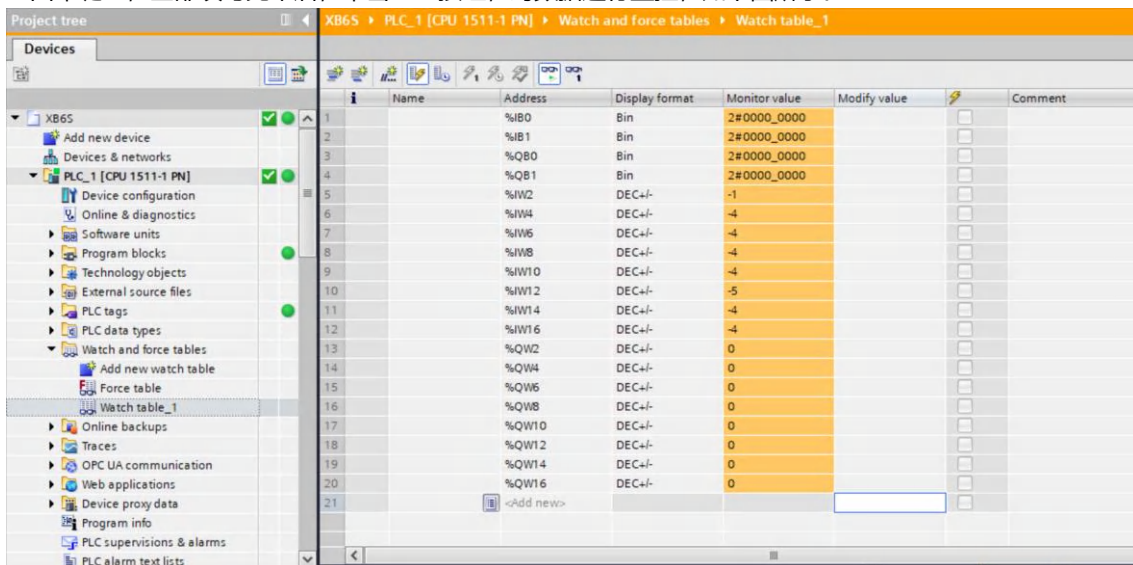 Project tree
XB6S ▸ PLC_1 [CPU 1511-1 PN] ▸ Watch and force tables ▸ Watch table_1
Devices
i Name Address Display format Monitor value Modify value Comment
XB6S
Add new device
Devices & networks
PLC_1 [CPU 1511-1 PN]
Device configuration
Online & diagnostics
Software units
Program blocks
Technology objects
External source files
PLC tags
PLC data types
Watch and force tables
Add new watch table
Force table
Watch table_1
Online backups
Traces
OPC UA communication
Web applications
Device proxy data
Program info
PLC supervisions & alarms
PLC alarm text lists
1 %IB0 Bin 2#0000_0000
2 %IB1 Bin 2#0000_0000
3 %QB0 Bin 2#0000_0000
4 %QB1 Bin 2#0000_0000
5 %IW2 DEC+/- -1
6 %IW4 DEC+/- -4
7 %IW6 DEC+/- -4
8 %IW8 DEC+/- -4
9 %IW10 DEC+/- -4
10 %IW12 DEC+/- -5
11 %IW14 DEC+/- -4
12 %IW16 DEC+/- -4
13 %QW2 DEC+/- 0
14 %QW4 DEC+/- 0
15 %QW6 DEC+/- 0
16 %QW8 DEC+/- 0
17 %QW10 DEC+/- 0
18 %QW12 DEC+/- 0
19 %QW14 DEC+/- 0
20 %QW16 DEC+/- 0
21 <Add new>